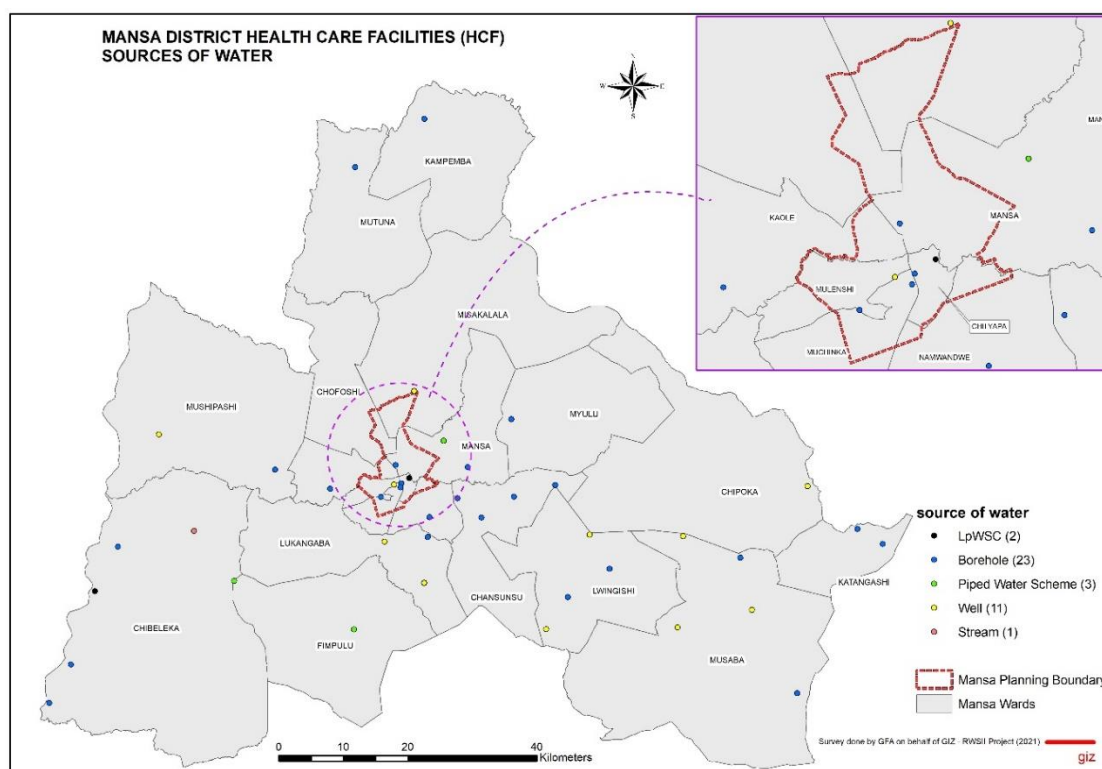 MANSA DISTRICT HEALTH CARE FACILITIES (HCF)
SOURCES OF WATER
N
W
E
S
KAMPEMBA
MUTUNA
MISAKALALA
CHOFOSHI
MUSHIPASHI
MYULU
MANSA
CHIPOKA
LUKANGABA
KATANGASHI
CHANSUNSU
LWINGISHI
CHIBELEKA
FIMPULU
MUSABA
MAN
KAOLE
MANSA
MULENSHI
CHILYAPA
MUCHINKA
NAMWANDWE
source of water
LpWSC (2)
Borehole (23)
Piped Water Scheme (3)
Well (11)
Stream (1)
Mansa Planning Boundary
Mansa Wards
0 10 20 40
Kilometers
Survey done by GFA on behalf of GIZ - RWSII Project (2021)
giz